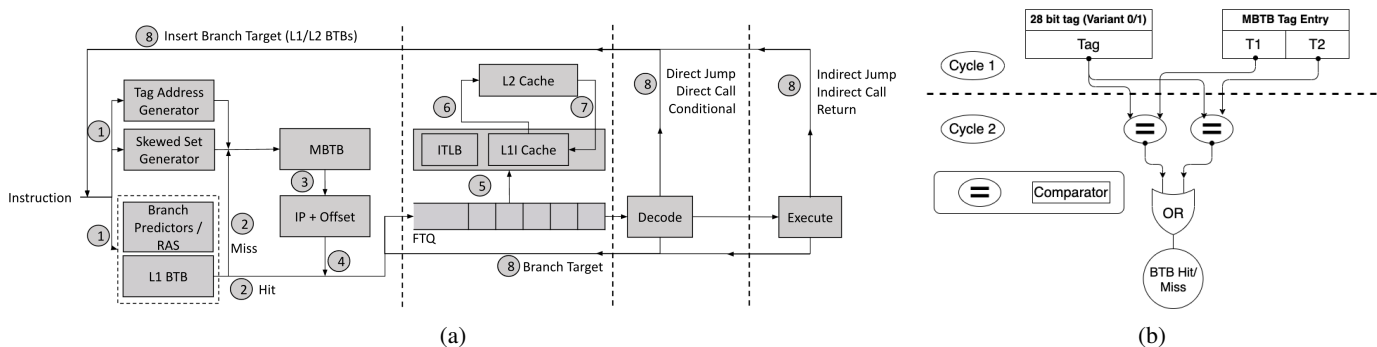 8 Insert Branch Target (L1/L2 BTBs)
Tag Address
Generator
1
Skewed Set
Generator
MBTB
3
Instruction
IP + Offset
Branch
Predictors /
RAS
1
2
Miss
4
L1 BTB
2 Hit
L2 Cache
6
7
ITLB
L1I Cache
5
FTQ
8 Branch Target
8
Direct Jump
Direct Call
Conditional
Decode
8
Indirect Jump
Indirect Call
Return
Execute
(a)
28 bit tag (Variant 0/1)
Tag
MBTB Tag Entry
T1
T2
Cycle 1
Cycle 2
=
=
=
Comparator
OR
BTB Hit/
Miss
(b)